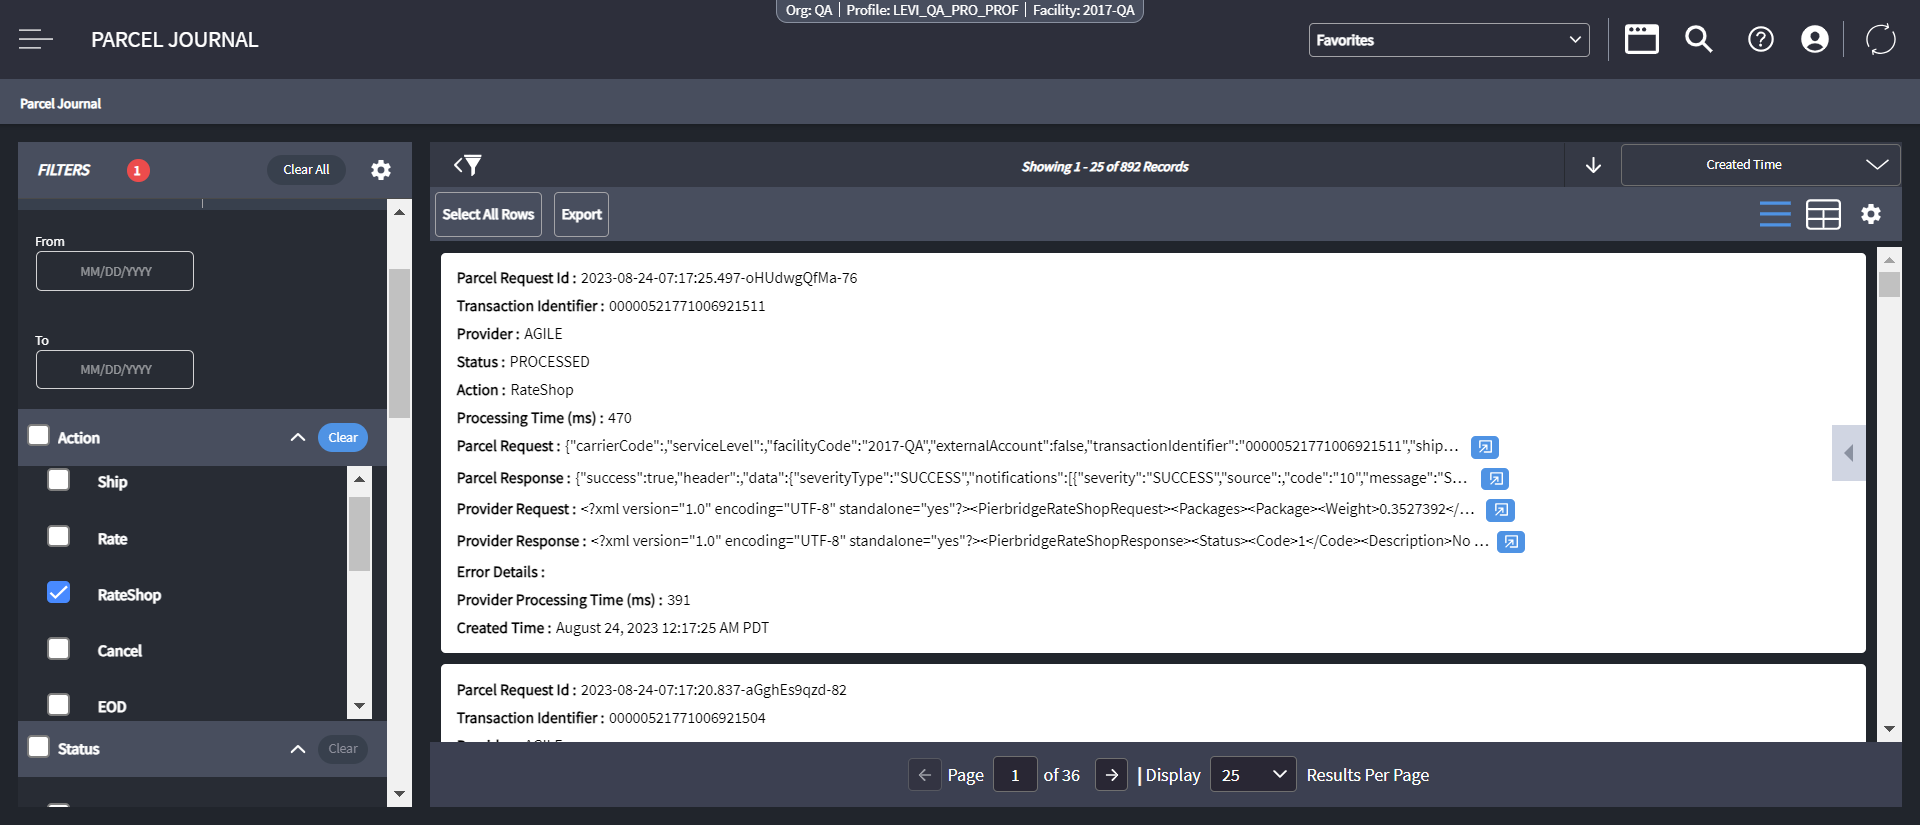 Org: QA | Profile: LEVI_QA_PRO_PROF | Facility: 2017-QA
PARCEL JOURNAL
Favorites
Parcel Journal
FILTERS 1 Clear All
From
MM/DD/YYYY
To
MM/DD/YYYY
Action Clear
Ship
Rate
RateShop
Cancel
EOD
Status Clear
Showing 1 - 25 of 892 Records
Created Time
Select All Rows Export
Parcel Request Id : 2023-08-24-07:17:25.497-oHUdwgQfMa-76
Transaction Identifier : 00000521771006921511
Provider : AGILE
Status : PROCESSED
Action : RateShop
Processing Time (ms) : 470
Parcel Request : {"carrierCode":,"serviceLevel":,"facilityCode":"2017-QA","externalAccount":false,"transactionIdentifier":"00000521771006921511","ship...
Parcel Response : {"success":true,"header":,"data":{"severityType":"SUCCESS","notifications":[{"severity":"SUCCESS","source":,"code":"10","message":"S...
Provider Request : <?xml version="1.0" encoding="UTF-8" standalone="yes"?><PierbridgeRateShopRequest><Packages><Package><Weight>0.3527392</...
Provider Response : <?xml version="1.0" encoding="UTF-8" standalone="yes"?><PierbridgeRateShopResponse><Status><Code>1</Code><Description>No ...
Error Details :
Provider Processing Time (ms) : 391
Created Time : August 24, 2023 12:17:25 AM PDT
Parcel Request Id : 2023-08-24-07:17:20.837-aGghEs9qzd-82
Transaction Identifier : 00000521771006921504
Page 1 of 36 | Display 25 Results Per Page